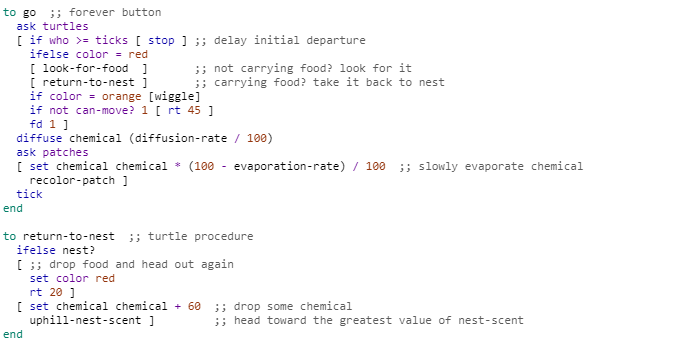 to go  ;; forever button
  ask turtles
  [ if who >= ticks [ stop ] ;; delay initial departure
    ifelse color = red
    [ look-for-food  ]       ;; not carrying food? look for it
    [ return-to-nest ]       ;; carrying food? take it back to nest
    if color = orange [wiggle]
    if not can-move? 1 [ rt 45 ]
    fd 1 ]
  diffuse chemical (diffusion-rate / 100)
  ask patches
  [ set chemical chemical * (100 - evaporation-rate) / 100  ;; slowly evaporate chemical
    recolor-patch ]
  tick
end

to return-to-nest  ;; turtle procedure
  ifelse nest?
  [ ;; drop food and head out again
    set color red
    rt 20 ]
  [ set chemical chemical + 60  ;; drop some chemical
    uphill-nest-scent ]         ;; head toward the greatest value of nest-scent
end